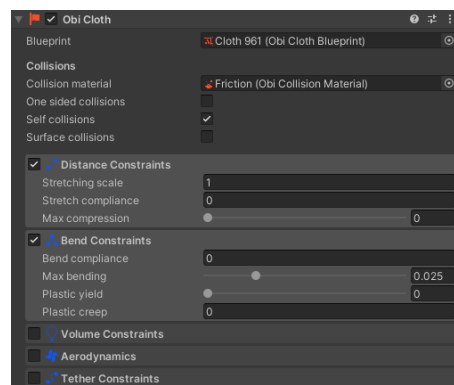 Obi Cloth
Blueprint Cloth 961 (Obi Cloth Blueprint)
Collisions
Collision material Friction (Obi Collision Material)
One sided collisions
Self collisions
Surface collisions
Distance Constraints
Stretching scale 1
Stretch compliance 0
Max compression 0
Bend Constraints
Bend compliance 0
Max bending 0.025
Plastic yield 0
Plastic creep 0
Volume Constraints
Aerodynamics
Tether Constraints